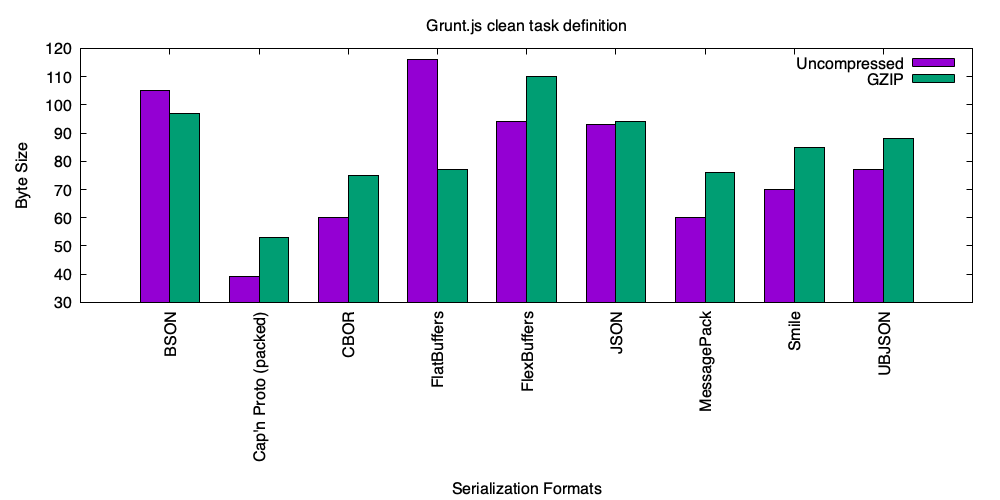 Grunt.js clean task definition
120
110
100
90
80
70
60
50
40
30
Byte Size
Uncompressed
GZIP
BSON
Cap'n Proto (packed)
CBOR
FlatBuffers
FlexBuffers
JSON
MessagePack
Smile
UBJSON
Serialization Formats